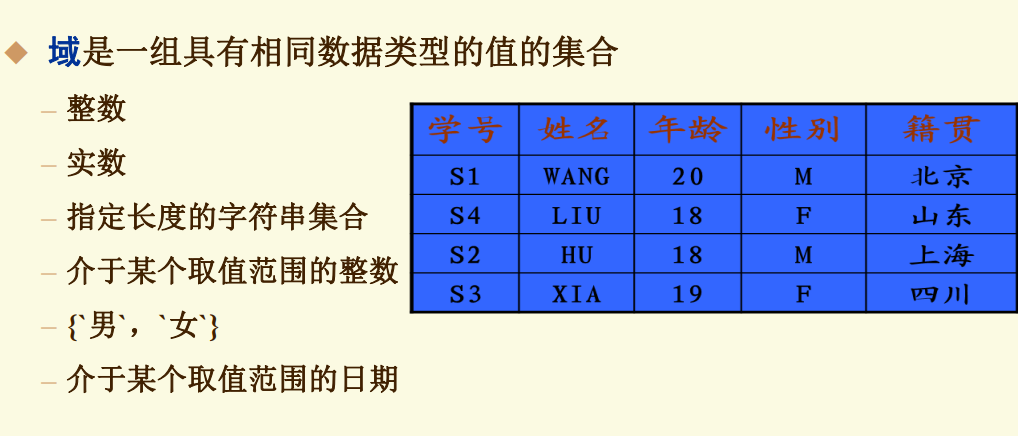 域是一组具有相同数据类型的值的集合
– 整数
– 实数
– 指定长度的字符串集合
– 介于某个取值范围的整数
– {`男`，`女`}
– 介于某个取值范围的日期
学号 姓名 年龄 性别 籍贯
S1 WANG 20 M 北京
S4 LIU 18 F 山东
S2 HU 18 M 上海
S3 XIA 19 F 四川